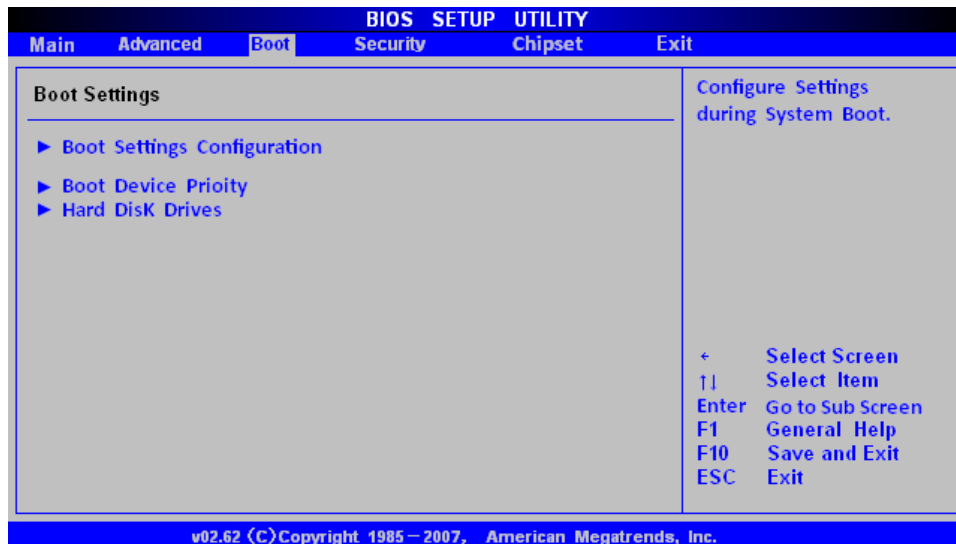 BIOS SETUP UTILITY
Main Advanced Boot Security Chipset Exit
Boot Settings
► Boot Settings Configuration
► Boot Device Prioity
► Hard DisK Drives
Configure Settings
during System Boot.
← Select Screen
↑↓ Select Item
Enter Go to Sub Screen
F1 General Help
F10 Save and Exit
ESC Exit
v02.62 (C)Copyright 1985－2007, American Megatrends, Inc.